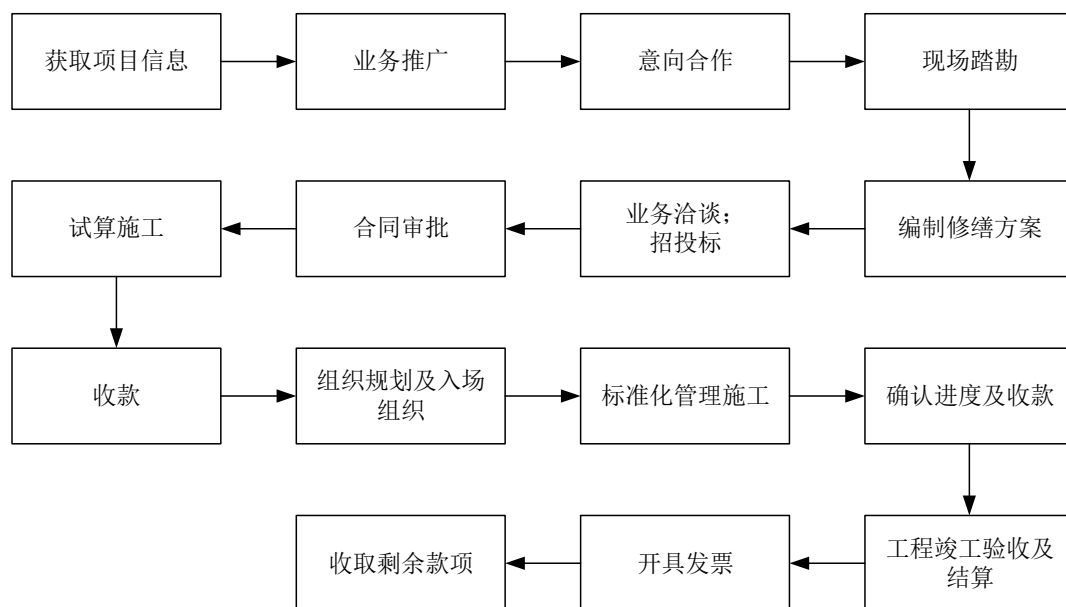 获取项目信息
业务推广
意向合作
现场踏勘
试算施工
合同审批
业务洽谈;
招投标
编制修缮方案
收款
组织规划及入场
组织
标准化管理施工
确认进度及收款
收取剩余款项
开具发票
工程竣工验收及
结算